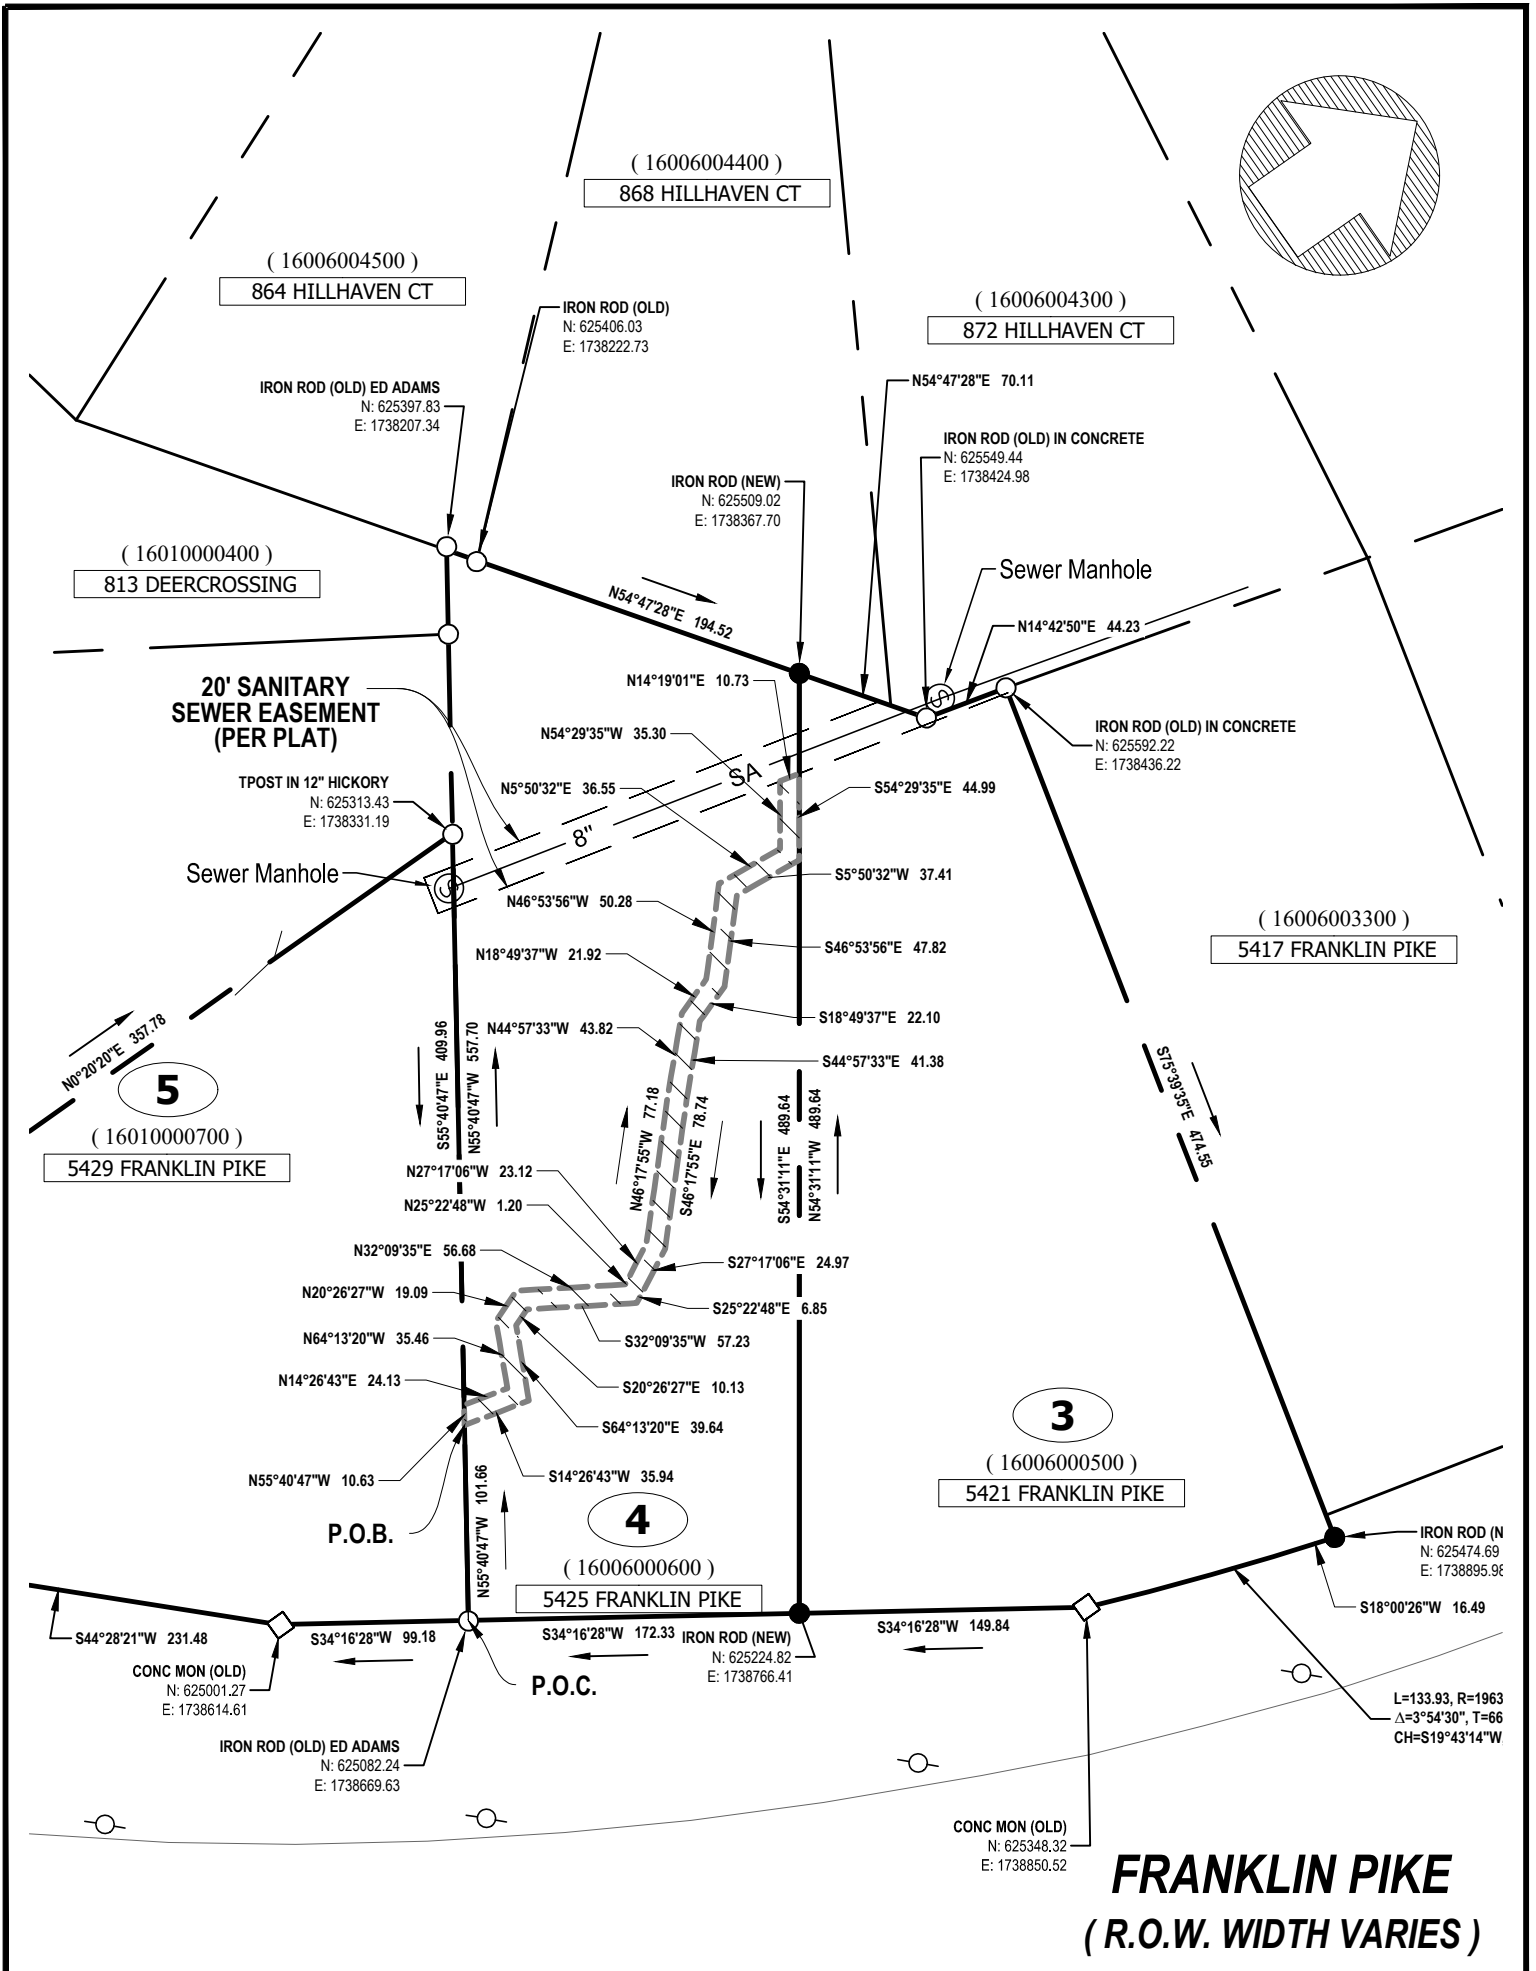 ( 16006004400 )
868 HILLHAVEN CT
( 16006004500 )
864 HILLHAVEN CT
( 16006004300 )
872 HILLHAVEN CT
IRON ROD (OLD)
N: 625406.03
E: 1738222.73
IRON ROD (OLD) ED ADAMS
N: 625397.83
E: 1738207.34
N54°47'28"E 70.11
IRON ROD (OLD) IN CONCRETE
N: 625549.44
E: 1738424.98
IRON ROD (NEW)
N: 625509.02
E: 1738367.70
( 16010000400 )
813 DEERCROSSING
Sewer Manhole
N54°47'28"E 194.52
N14°42'50"E 44.23
N14°19'01"E 10.73
20' SANITARY
SEWER EASEMENT
(PER PLAT)
S
IRON ROD (OLD) IN CONCRETE
N: 625592.22
E: 1738436.22
N54°29'35"W 35.30
SA
TPOST IN 12" HICKORY
N: 625313.43
E: 1738331.19
N5°50'32"E 36.55
S54°29'35"E 44.99
8"
Sewer Manhole
S
S5°50'32"W 37.41
N46°53'56"W 50.28
S46°53'56"E 47.82
( 16006003300 )
5417 FRANKLIN PIKE
N18°49'37"W 21.92
S18°49'37"E 22.10
N0°20'20"E 357.78
N44°57'33"W 43.82
S44°57'33"E 41.38
S55°40'47"E 409.96
N55°40'47"W 557.70
5
( 16010000700 )
5429 FRANKLIN PIKE
N46°17'55"W 77.18
S46°17'55"E 78.74
S54°31'11"E 489.64
N54°31'11"W 489.64
S75°39'35"E 474.55
N27°17'06"W 23.12
N25°22'48"W 1.20
N32°09'35"E 56.68
S27°17'06"E 24.97
N20°26'27"W 19.09
S25°22'48"E 6.85
N64°13'20"W 35.46
S32°09'35"W 57.23
N14°26'43"E 24.13
S20°26'27"E 10.13
S64°13'20"E 39.64
N55°40'47"W 10.63
S14°26'43"W 35.94
P.O.B.
N55°40'47"W 101.66
3
( 16006000500 )
5421 FRANKLIN PIKE
4
( 16006000600 )
5425 FRANKLIN PIKE
IRON ROD (N
N: 625474.69
E: 1738895.98
S18°00'26"W 16.49
S44°28'21"W 231.48
S34°16'28"W 99.18
S34°16'28"W 172.33
S34°16'28"W 149.84
IRON ROD (NEW)
N: 625224.82
E: 1738766.41
CONC MON (OLD)
N: 625001.27
E: 1738614.61
P.O.C.
L=133.93, R=1963
Δ=3°54'30", T=66
CH=S19°43'14"W
IRON ROD (OLD) ED ADAMS
N: 625082.24
E: 1738669.63
CONC MON (OLD)
N: 625348.32
E: 1738850.52
FRANKLIN PIKE
( R.O.W. WIDTH VARIES )